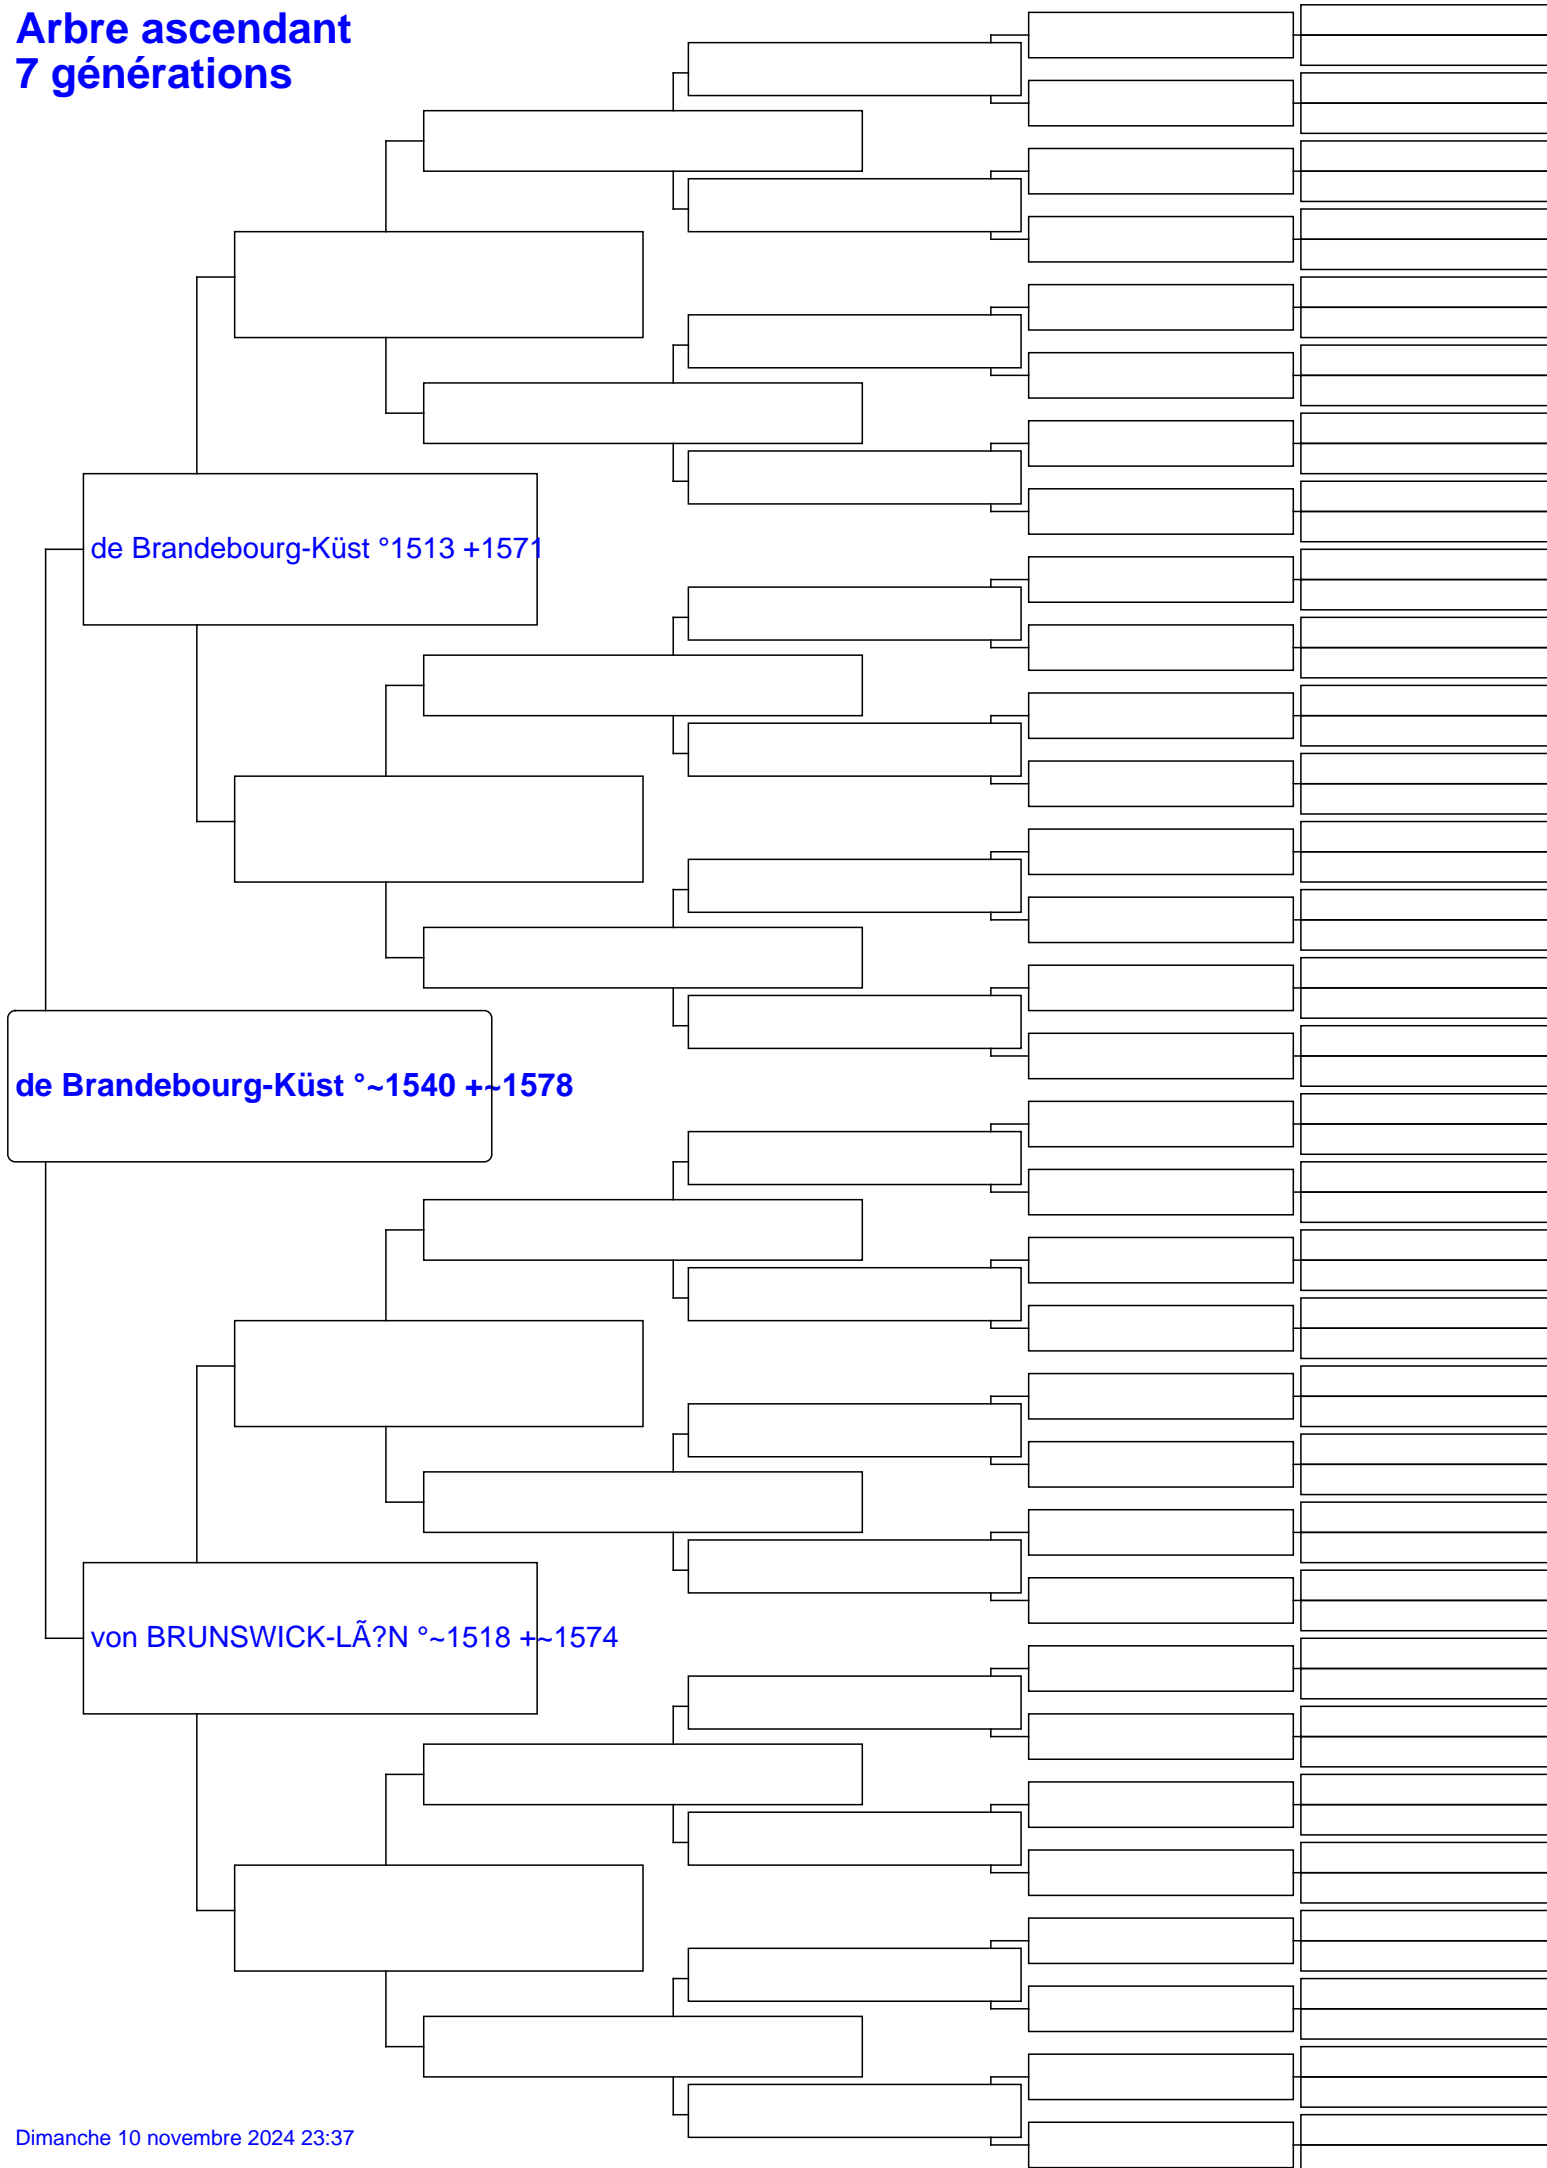 Arbre ascendant
7 générations
de Brandebourg-Küst °1513 +1571
de Brandebourg-Küst °~1540 +~1578
von BRUNSWICK-LÃ?N °~1518 +~1574
Dimanche 10 novembre 2024 23:37